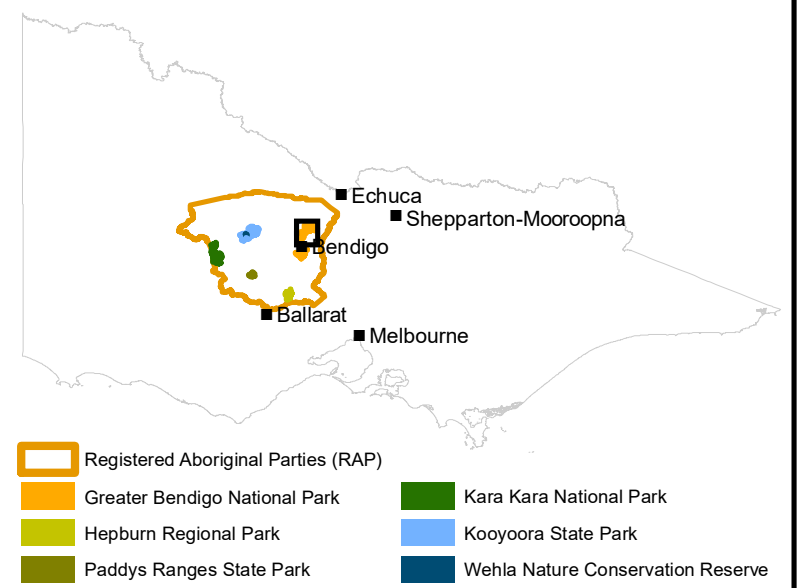 Echuca
Shepparton-Mooroopna
Bendigo
Ballarat
Melbourne
Registered Aboriginal Parties (RAP)
Greater Bendigo National Park
Kara Kara National Park
Hepburn Regional Park
Kooyoora State Park
Paddys Ranges State Park
Wehla Nature Conservation Reserve